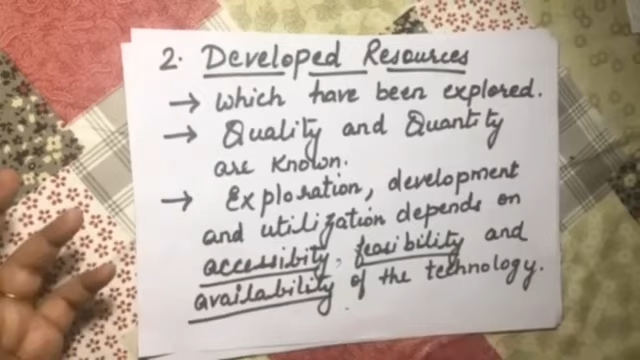 2. Developed Resources
→ Which have been explored.
→ Quality and Quantity
are Known.
→ Exploration, development
and utilization depends on
accessibity, feasibility and
availability of the technology.